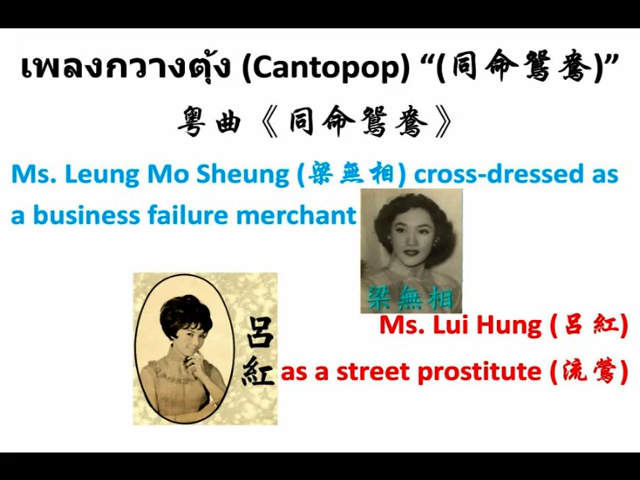 เพลงกวางตุ้ง (Cantopop) “(同命鴛鴦)”
粵曲《同命鴛鴦》
Ms. Leung Mo Sheung (梁無相) cross-dressed as
a business failure merchant
梁無相
Ms. Lui Hung (呂紅)
呂紅
as a street prostitute (流鶯)